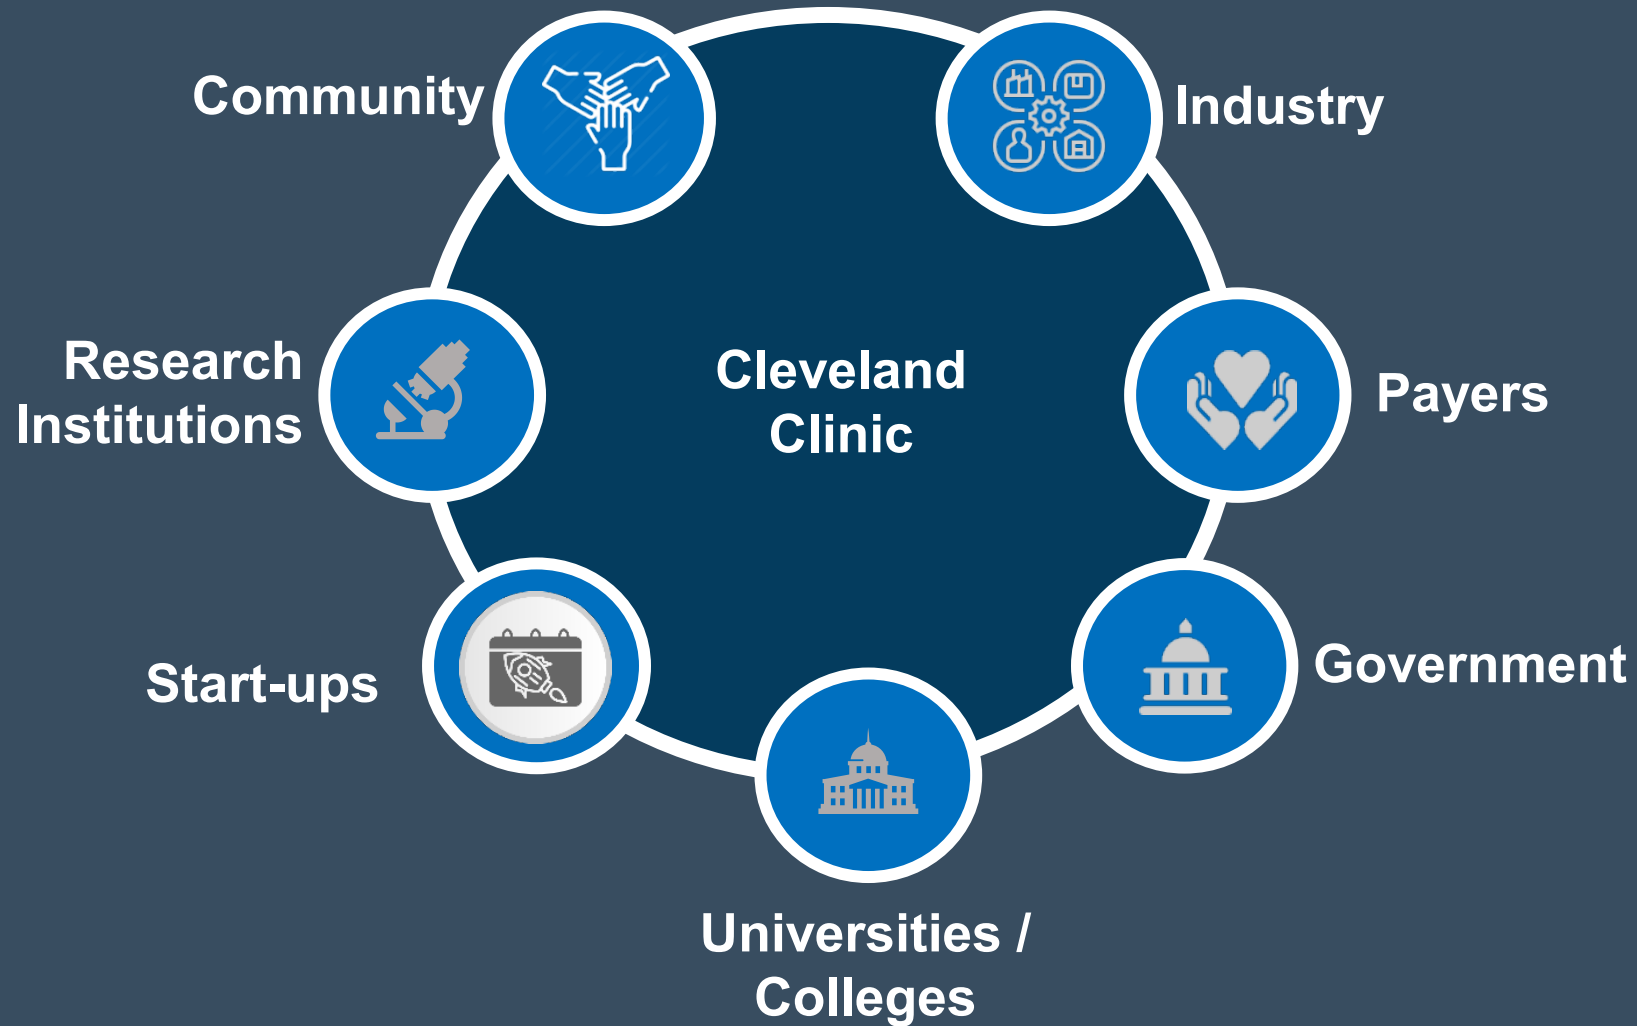 Community
Industry
Research
Institutions
Cleveland
Clinic
Payers
Start-ups
Government
Universities /
Colleges